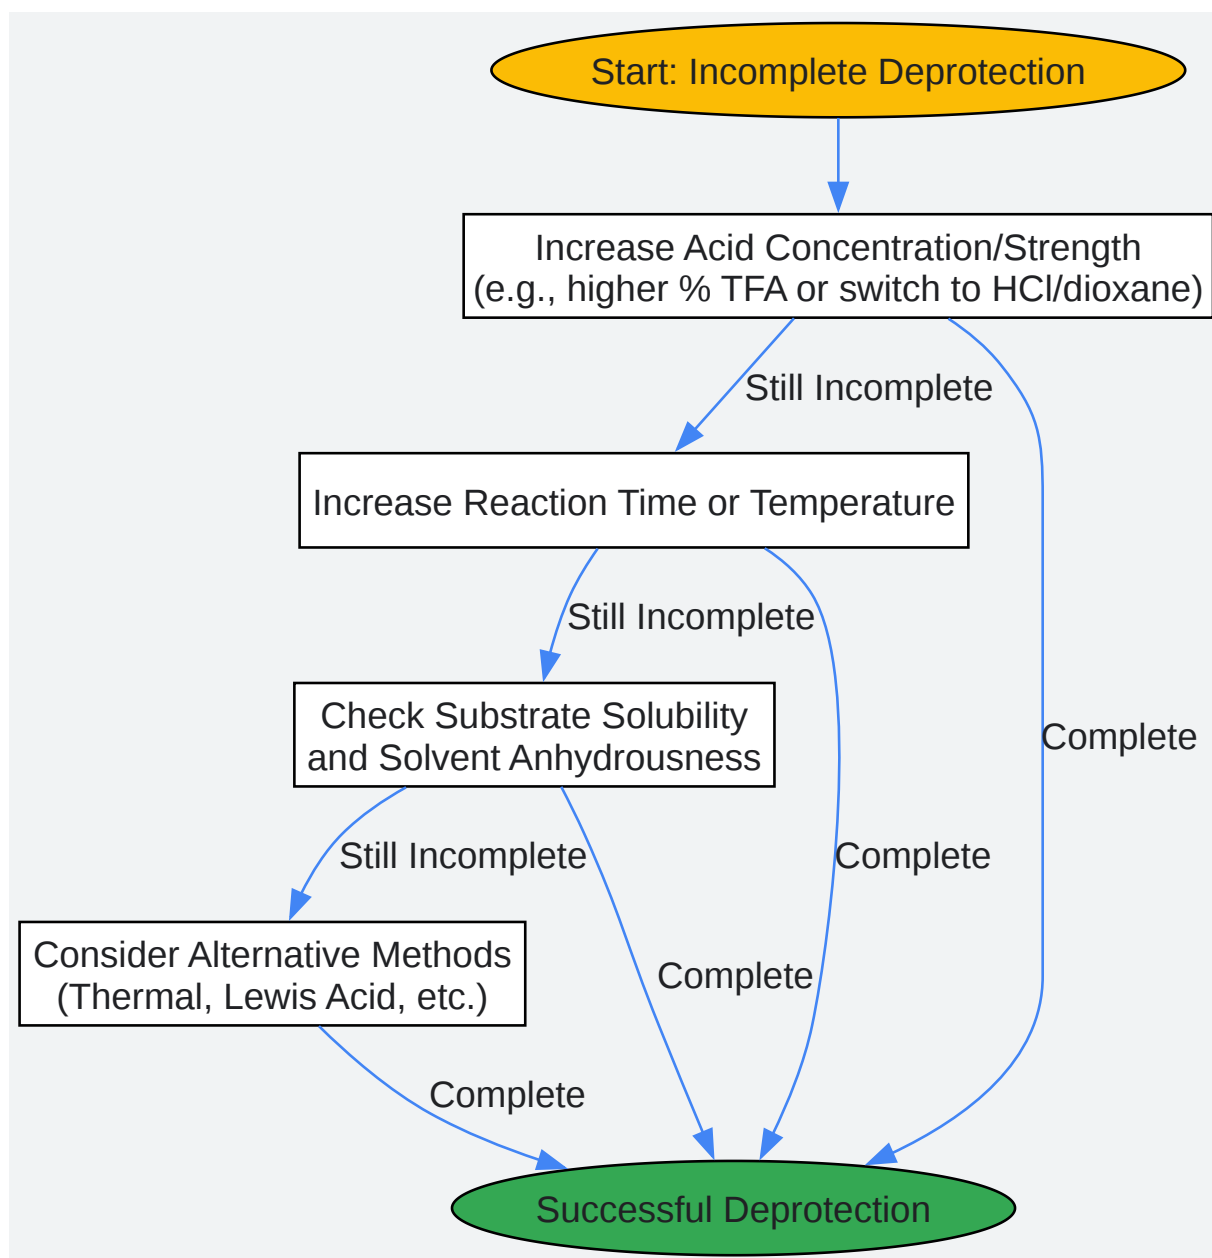 Start: Incomplete Deprotection
Increase Acid Concentration/Strength
(e.g., higher % TFA or switch to HCl/dioxane)
Still Incomplete
Increase Reaction Time or Temperature
Still Incomplete
Check Substrate Solubility
and Solvent Anhydrousness
Complete
Still Incomplete
Complete
Consider Alternative Methods
(Thermal, Lewis Acid, etc.)
Complete
Complete
Successful Deprotection